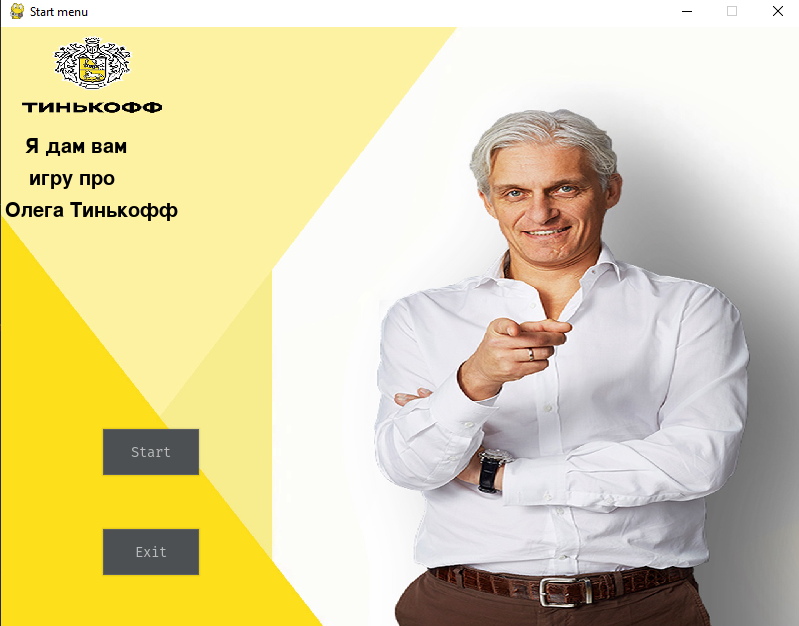 Start menu
ТИНЬКОФФ
Я дам вам
игру про
Олега Тинькофф
Start
Exit